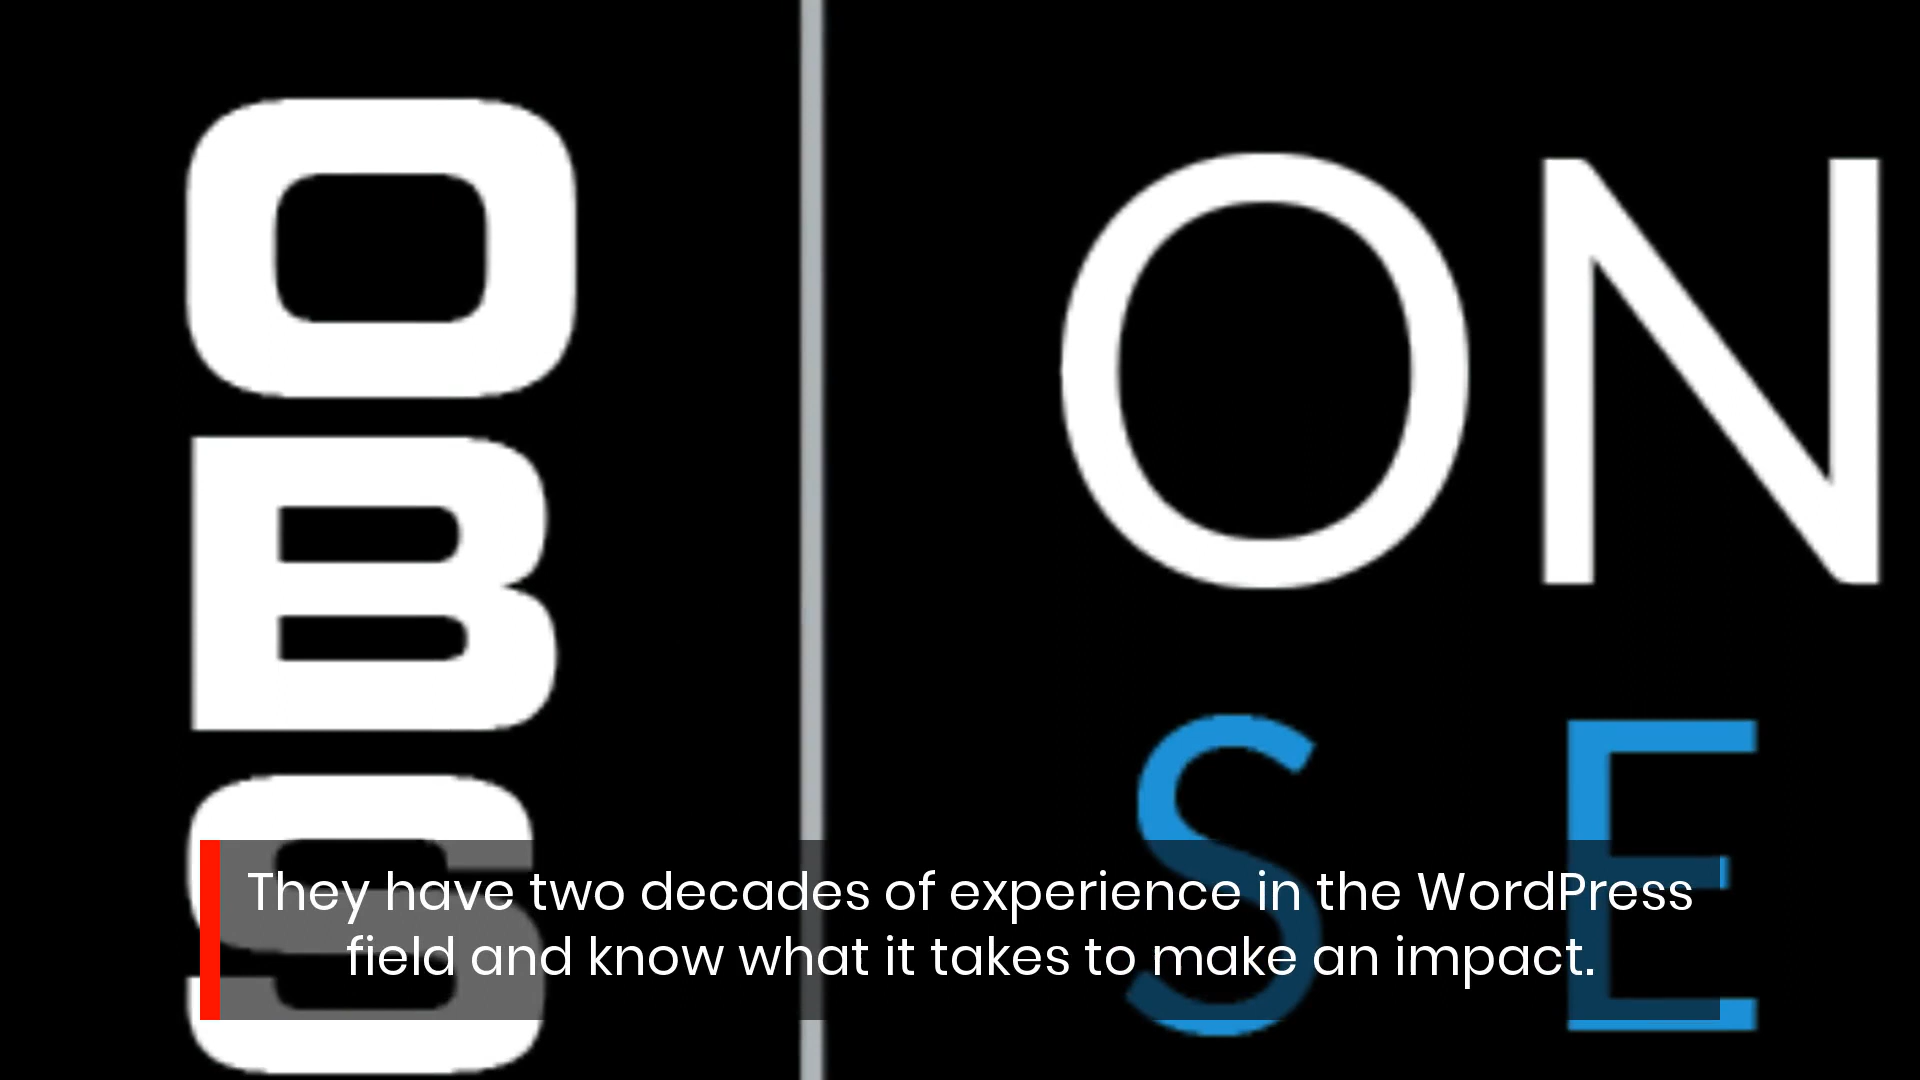 OBS
ON
SE
They have two decades of experience in the WordPress
field and know what it takes to make an impact.